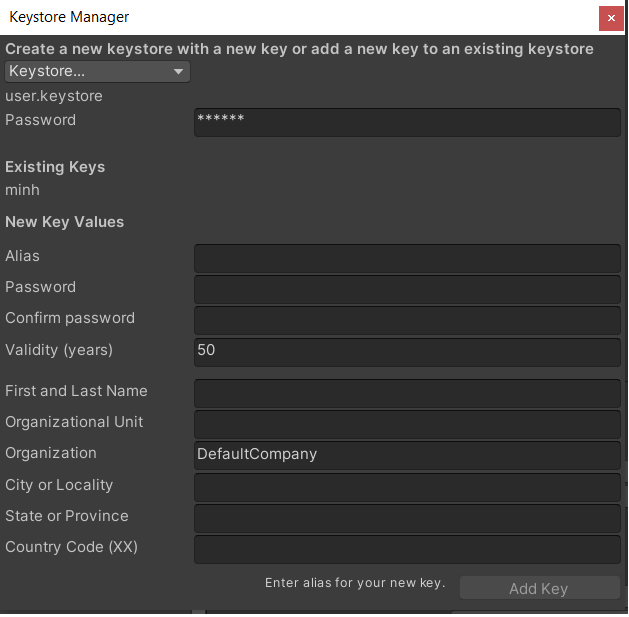 Keystore Manager
Create a new keystore with a new key or add a new key to an existing keystore
Keystore...
user.keystore
Password ******
Existing Keys
minh
New Key Values
Alias
Password
Confirm password
Validity (years) 50
First and Last Name
Organizational Unit
Organization DefaultCompany
City or Locality
State or Province
Country Code (XX)
Enter alias for your new key. Add Key